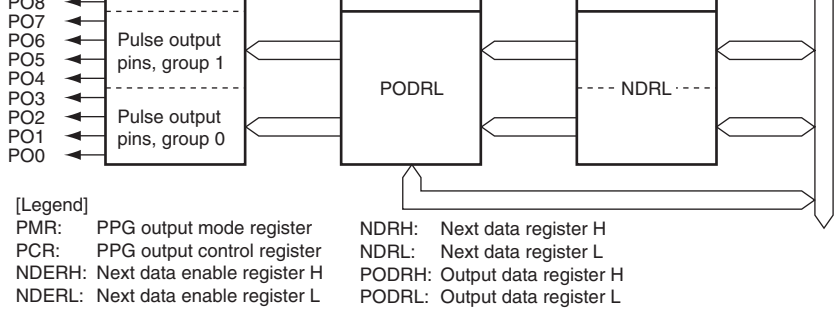 PO8
PO7
PO6
PO5
PO4
PO3
PO2
PO1
PO0
Pulse output
pins, group 1
Pulse output
pins, group 0
PODRL
NDRL
[Legend]
PMR: PPG output mode register
PCR: PPG output control register
NDERH: Next data enable register H
NDERL: Next data enable register L
NDRH: Next data register H
NDRL: Next data register L
PODRH: Output data register H
PODRL: Output data register L